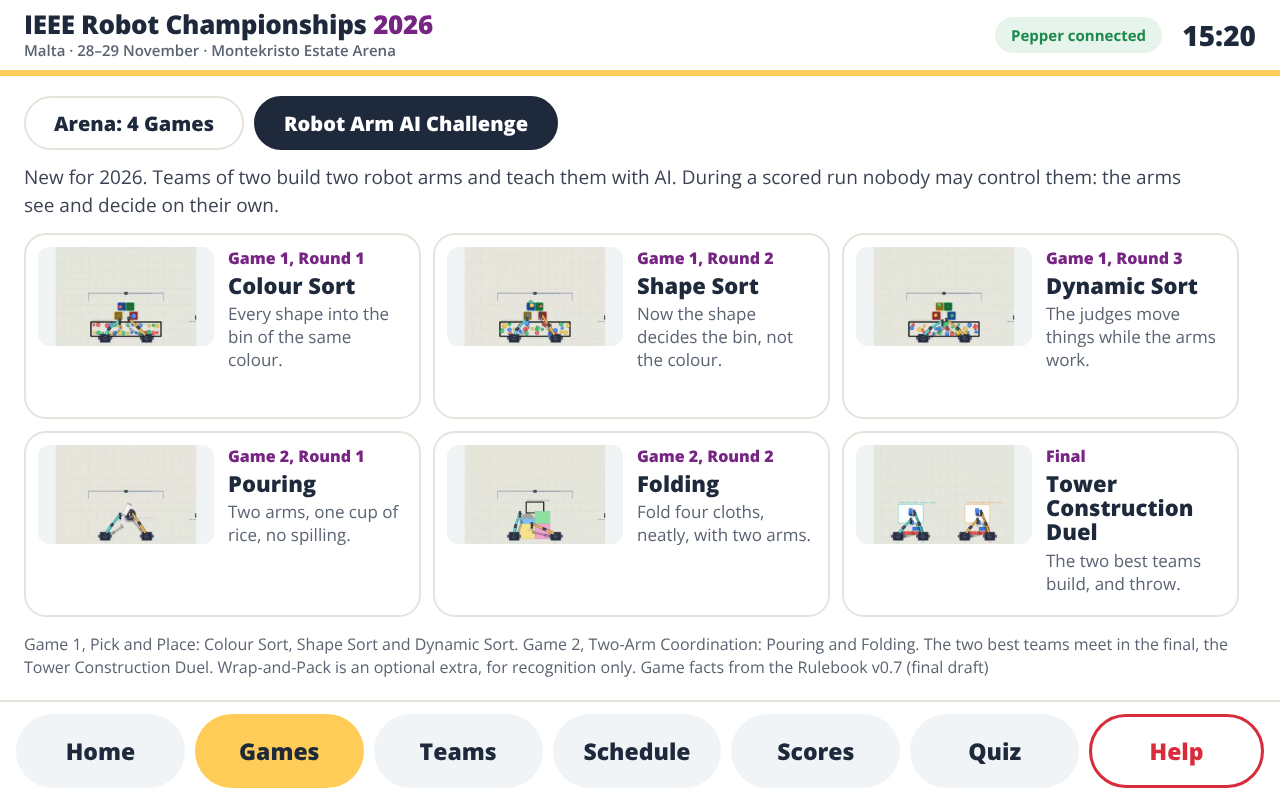 IEEE Robot Championships 2026
Malta · 28–29 November · Montekristo Estate Arena
Pepper connected
15:20
Arena: 4 Games
Robot Arm AI Challenge
New for 2026. Teams of two build two robot arms and teach them with AI. During a scored run nobody may control them: the arms
see and decide on their own.
Game 1, Round 1
Colour Sort
Every shape into the
bin of the same
colour.
Game 1, Round 2
Shape Sort
Now the shape
decides the bin, not
the colour.
Game 1, Round 3
Dynamic Sort
The judges move
things while the arms
work.
Game 2, Round 1
Pouring
Two arms, one cup of
rice, no spilling.
Game 2, Round 2
Folding
Fold four cloths,
neatly, with two arms.
Final
Tower
Construction
Duel
The two best teams
build, and throw.
Game 1, Pick and Place: Colour Sort, Shape Sort and Dynamic Sort. Game 2, Two-Arm Coordination: Pouring and Folding. The two best teams meet in the final, the
Tower Construction Duel. Wrap-and-Pack is an optional extra, for recognition only. Game facts from the Rulebook v0.7 (final draft)
Home
Games
Teams
Schedule
Scores
Quiz
Help